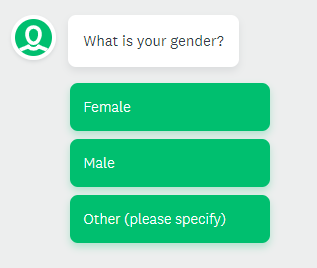 What is your gender?
Female
Male
Other (please specify)